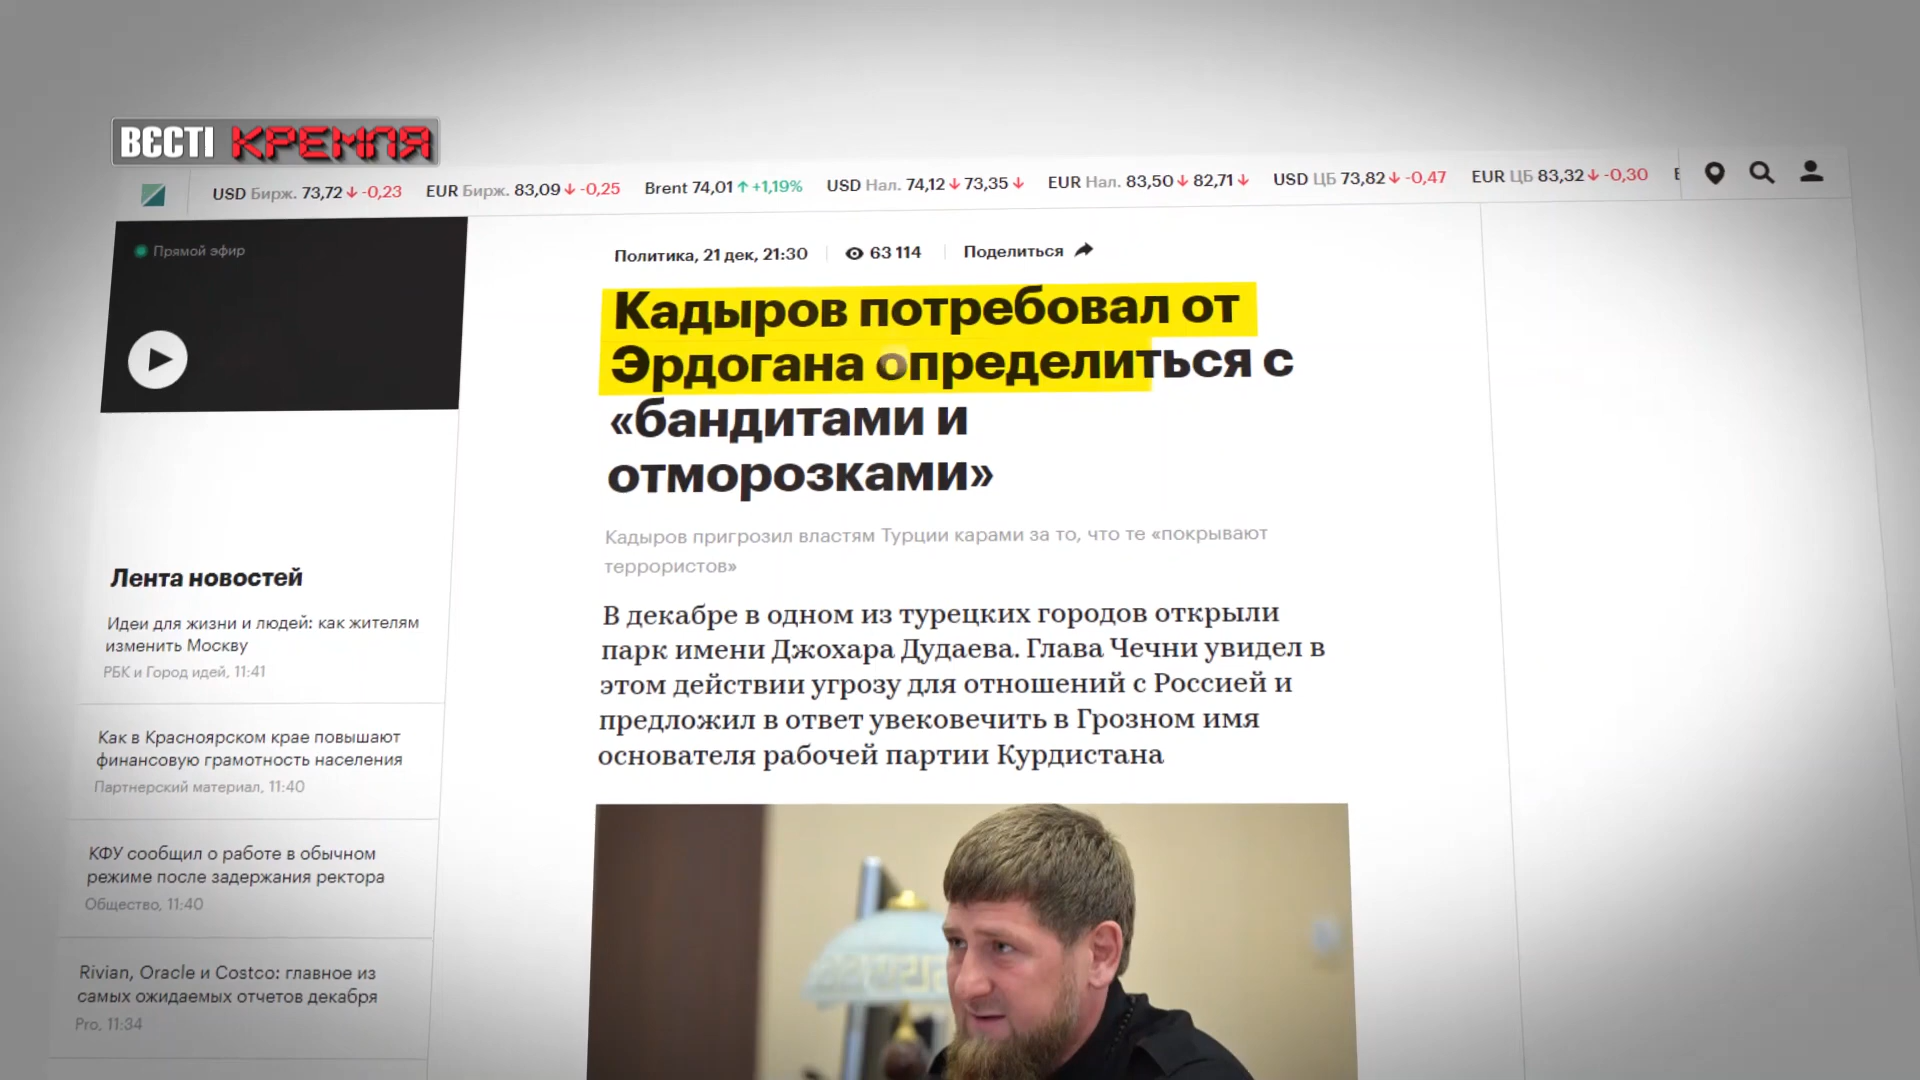 ВЄСТІ КРЕМЛЯ
USD Бирж. 73,72 -0,23 EUR Бирж. 83,09 -0,25 Brent 74,01 +1,19% USD Нал. 74,12 73,35 EUR Нал. 83,50 82,71 USD ЦБ 73,82 -0,47 EUR ЦБ 83,32 -0,30
Прямой эфир
Политика, 21 дек, 21:30 63 114 Поделиться
Кадыров потребовал от
Эрдогана определиться с
«бандитами и
отморозками»
Кадыров пригрозил властям Турции карами за то, что те «покрывают
террористов»
В декабре в одном из турецких городов открыли
парк имени Джохара Дудаева. Глава Чечни увидел в
этом действии угрозу для отношений с Россией и
предложил в ответ увековечить в Грозном имя
основателя рабочей партии Курдистана
Лента новостей
Идеи для жизни и людей: как жителям
изменить Москву
РБК и Город идей, 11:41
Как в Красноярском крае повышают
финансовую грамотность населения
Партнерский материал, 11:40
КФУ сообщил о работе в обычном
режиме после задержания ректора
Общество, 11:40
Rivian, Oracle и Costco: главное из
самых ожидаемых отчетов декабря
Pro, 11:34